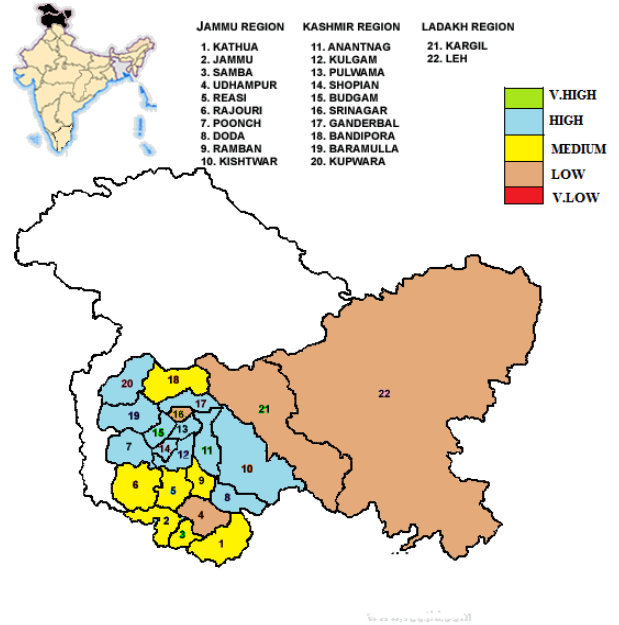 JAMMU REGION
1. KATHUA
2. JAMMU
3. SAMBA
4. UDHAMPUR
5. REASI
6. RAJOURI
7. POONCH
8. DODA
9. RAMBAN
10. KISHTWAR
KASHMIR REGION
11. ANANTNAG
12. KULGAM
13. PULWAMA
14. SHOPIAN
15. BUDGAM
16. SRINAGAR
17. GANDERBAL
18. BANDIPORA
19. BARAMULLA
20. KUPWARA
LADAKH REGION
21. KARGIL
22. LEH
V.HIGH
HIGH
MEDIUM
LOW
V.LOW
20
18
17
19
16
15
13
21
22
7
14
12
11
10
6
5
9
8
4
2
3
1